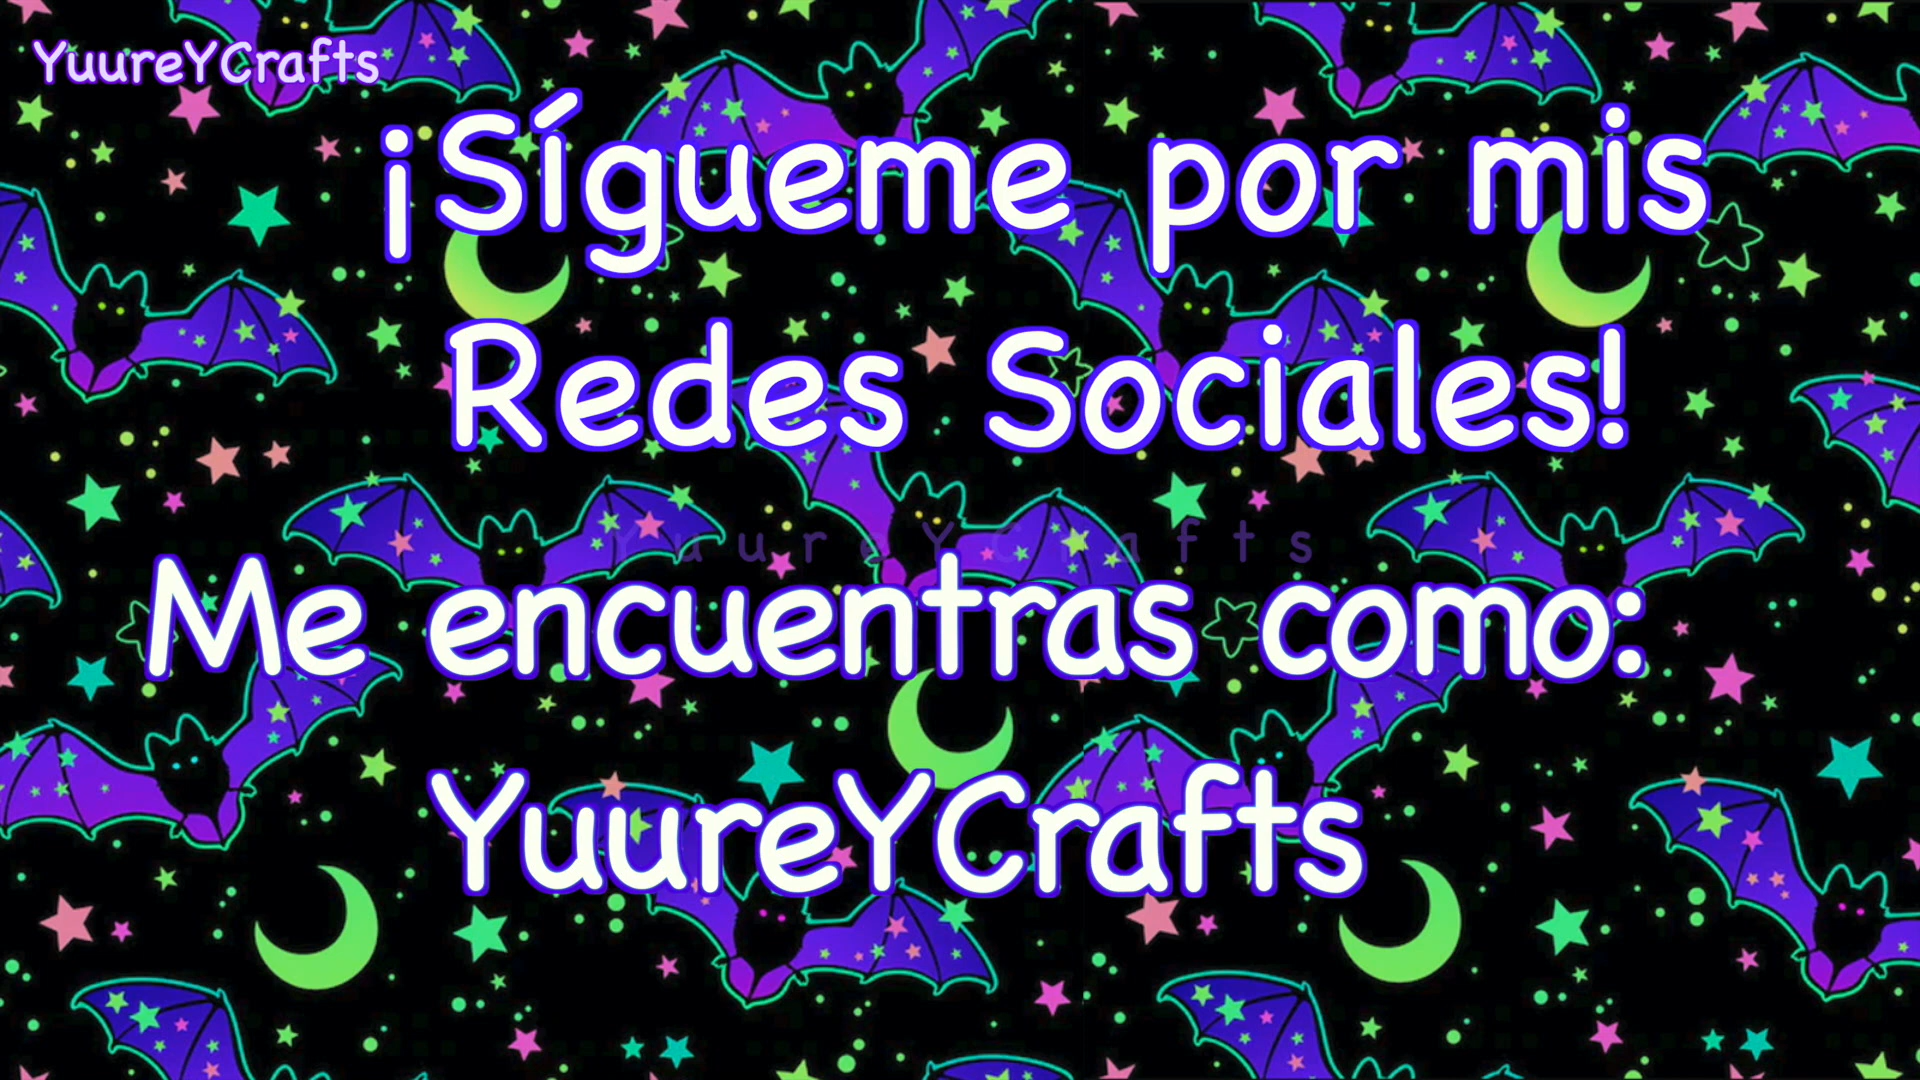 YuureYCrafts
¡Sígueme por mis
Redes Sociales!
YuureYCrafts
Me encuentras como:
YuureYCrafts